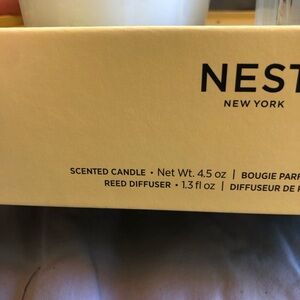 NEST
NEW YORK
SCENTED CANDLE • Net Wt. 4.5 oz | BOUGIE PARF
REED DIFFUSER • 1.3 fl oz | DIFFUSEUR DE P